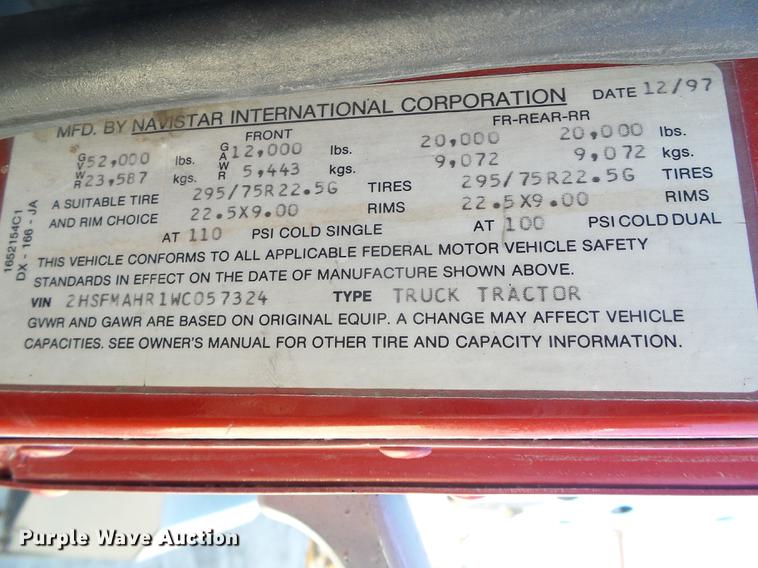 MFD. BY NAVISTAR INTERNATIONAL CORPORATION DATE 12/97
FRONT FR-REAR-RR
GVWR 52,000 lbs. GAWR 12,000 20,000 20,000 lbs.
23,587 kgs. 5,443 kgs. 9,072 9,072 kgs.
A SUITABLE TIRE 295/75R22.5G TIRES 295/75R22.5G TIRES
AND RIM CHOICE 22.5X9.00 RIMS 22.5X9.00 RIMS
AT 110 PSI COLD SINGLE AT 100 PSI COLD DUAL
THIS VEHICLE CONFORMS TO ALL APPLICABLE FEDERAL MOTOR VEHICLE SAFETY
STANDARDS IN EFFECT ON THE DATE OF MANUFACTURE SHOWN ABOVE.
VIN 2HSFMAHR1WC057324 TYPE TRUCK TRACTOR
GVWR AND GAWR ARE BASED ON ORIGINAL EQUIP. A CHANGE MAY AFFECT VEHICLE
CAPACITIES. SEE OWNER'S MANUAL FOR OTHER TIRE AND CAPACITY INFORMATION.
1652154C1
DX - 166 - JA
Purple Wave Auction